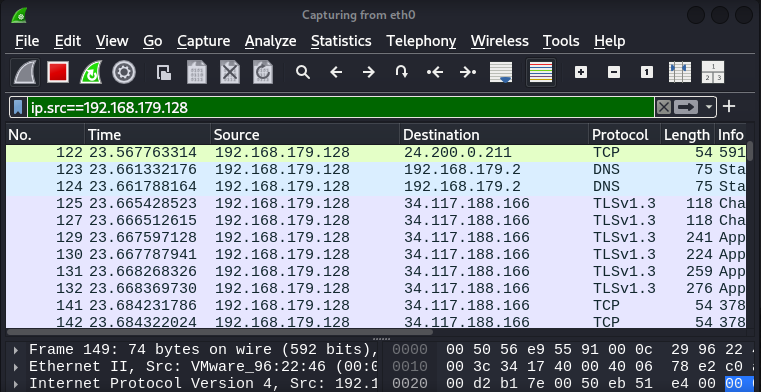 Capturing from eth0
File Edit View Go Capture Analyze Statistics Telephony Wireless Tools Help
ip.src==192.168.179.128
No. Time Source Destination Protocol Length Info
122 23.567763314 192.168.179.128 24.200.0.211 TCP 54 591
123 23.661332176 192.168.179.128 192.168.179.2 DNS 75 Sta
124 23.661788164 192.168.179.128 192.168.179.2 DNS 75 Sta
125 23.665428523 192.168.179.128 34.117.188.166 TLSv1.3 118 Cha
127 23.666512615 192.168.179.128 34.117.188.166 TLSv1.3 118 Cha
129 23.667597128 192.168.179.128 34.117.188.166 TLSv1.3 241 App
130 23.667787941 192.168.179.128 34.117.188.166 TLSv1.3 224 App
131 23.668268326 192.168.179.128 34.117.188.166 TLSv1.3 259 App
132 23.668369730 192.168.179.128 34.117.188.166 TLSv1.3 276 App
141 23.684231786 192.168.179.128 34.117.188.166 TCP 54 378
142 23.684322024 192.168.179.128 34.117.188.166 TCP 54 378
Frame 149: 74 bytes on wire (592 bits), 0000 00 50 56 e9 55 91 00 0c 29 96 22 4
Ethernet II, Src: VMware_96:22:46 (00:0 0010 00 3c 34 17 40 00 40 06 78 e2 c0
Internet Protocol Version 4, Src: 192.1 0020 00 d2 b1 7e 00 50 eb 51 e4 00 00